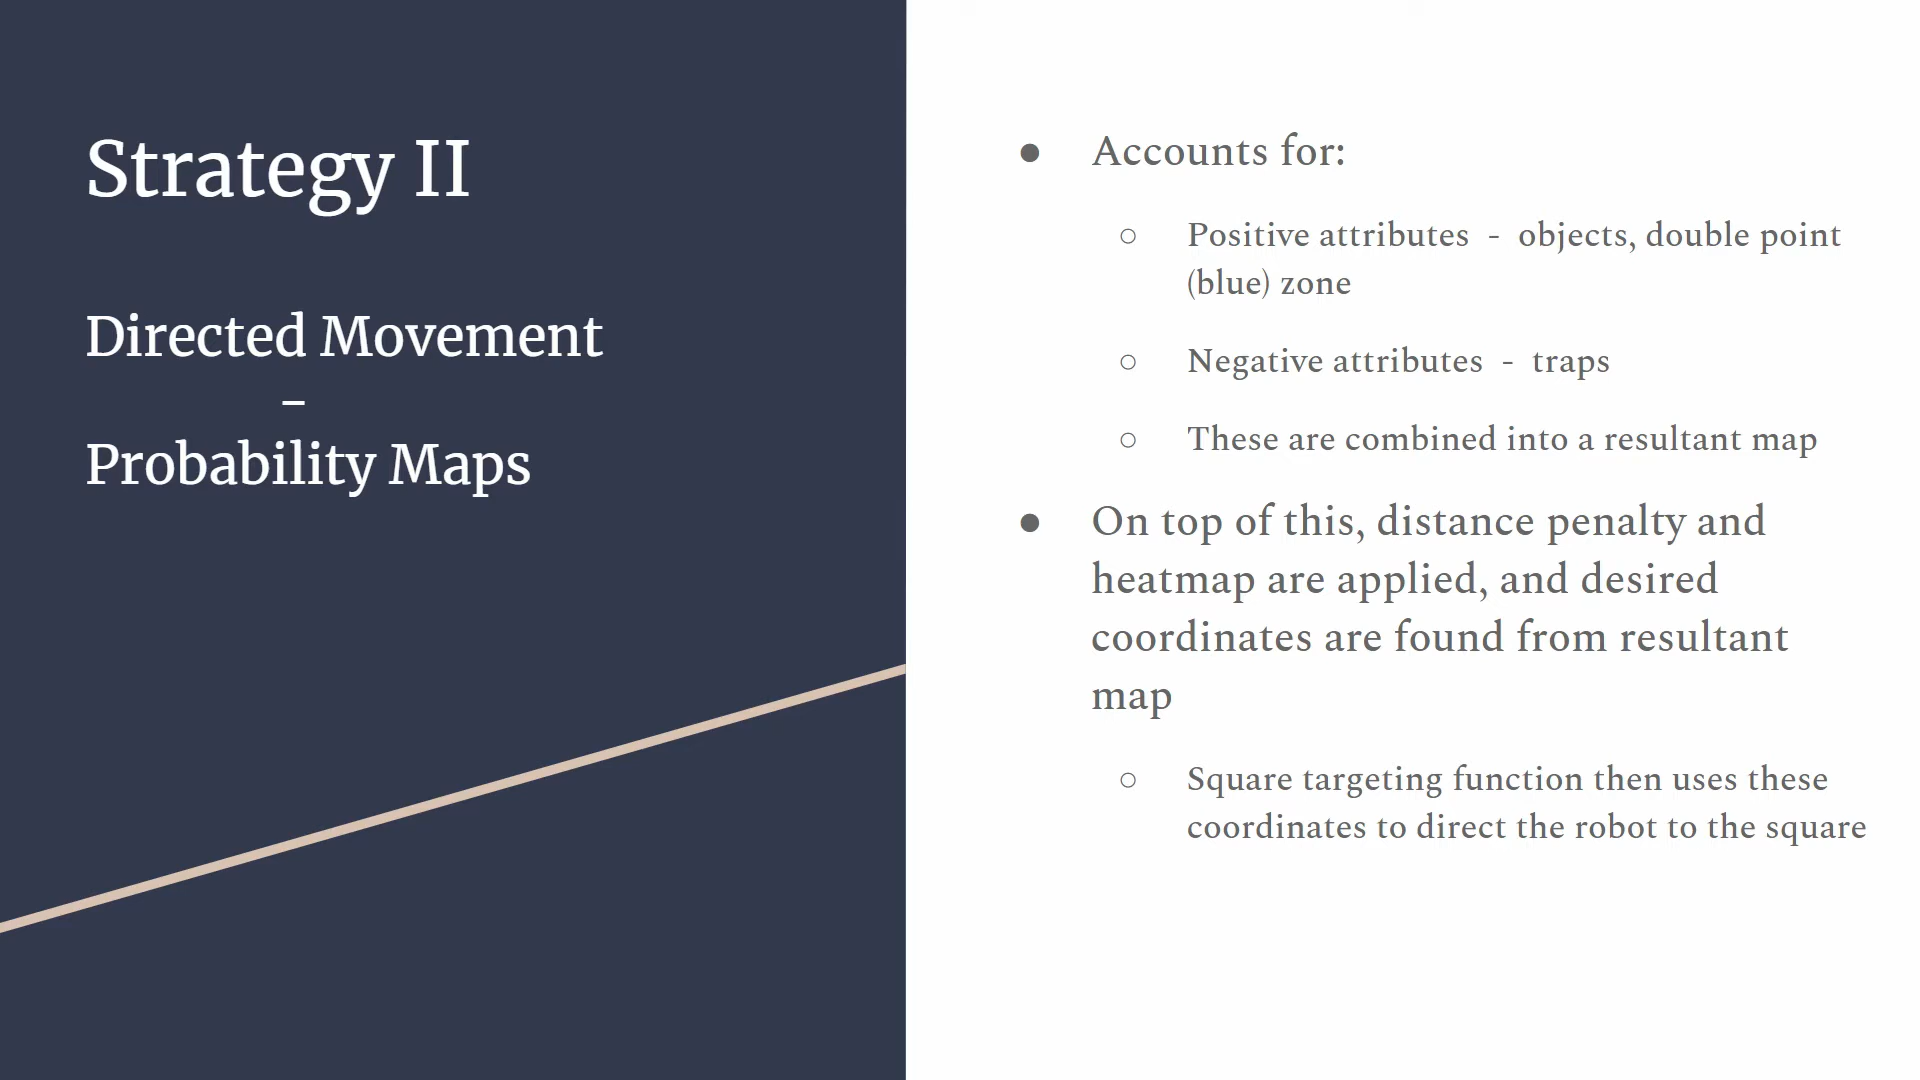 Strategy II
Directed Movement
-
Probability Maps
● Accounts for:
○ Positive attributes - objects, double point
(blue) zone
○ Negative attributes - traps
○ These are combined into a resultant map
● On top of this, distance penalty and
heatmap are applied, and desired
coordinates are found from resultant
map
○ Square targeting function then uses these
coordinates to direct the robot to the square